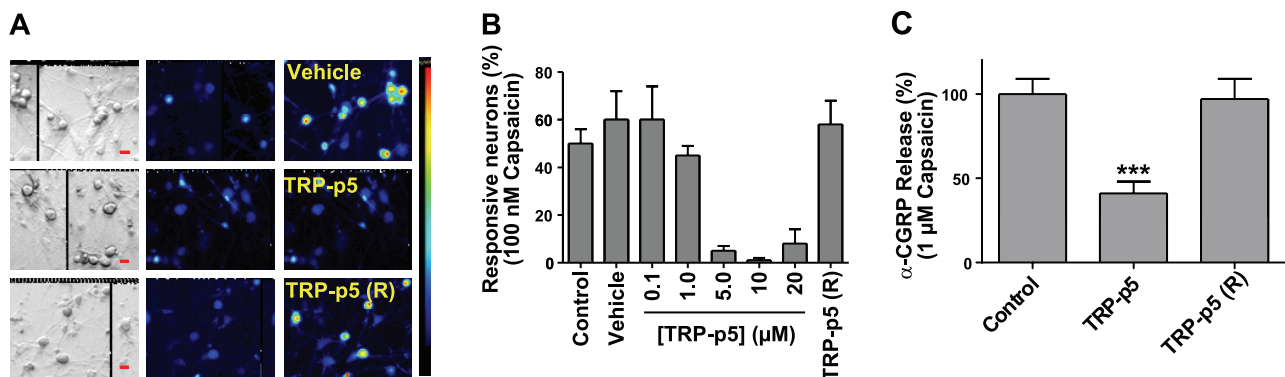 A
Vehicle
TRP-p5
TRP-p5 (R)
B
Responsive neurons (%)
(100 nM Capsaicin)
80
60
40
20
0
Control
Vehicle
0.1
1.0
5.0
10
20
TRP-p5 (R)
[TRP-p5] (µM)
C
α-CGRP Release (%)
(1 µM Capsaicin)
100
50
0
***
Control
TRP-p5
TRP-p5 (R)